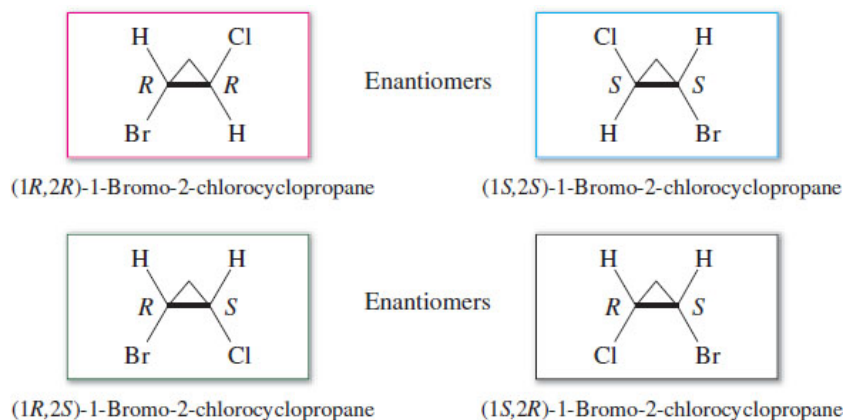 H Cl Cl H
R R Enantiomers S S
Br H H Br
(1R,2R)-1-Bromo-2-chlorocyclopropane (1S,2S)-1-Bromo-2-chlorocyclopropane
H H H H
R S Enantiomers R S
Br Cl Cl Br
(1R,2S)-1-Bromo-2-chlorocyclopropane (1S,2R)-1-Bromo-2-chlorocyclopropane